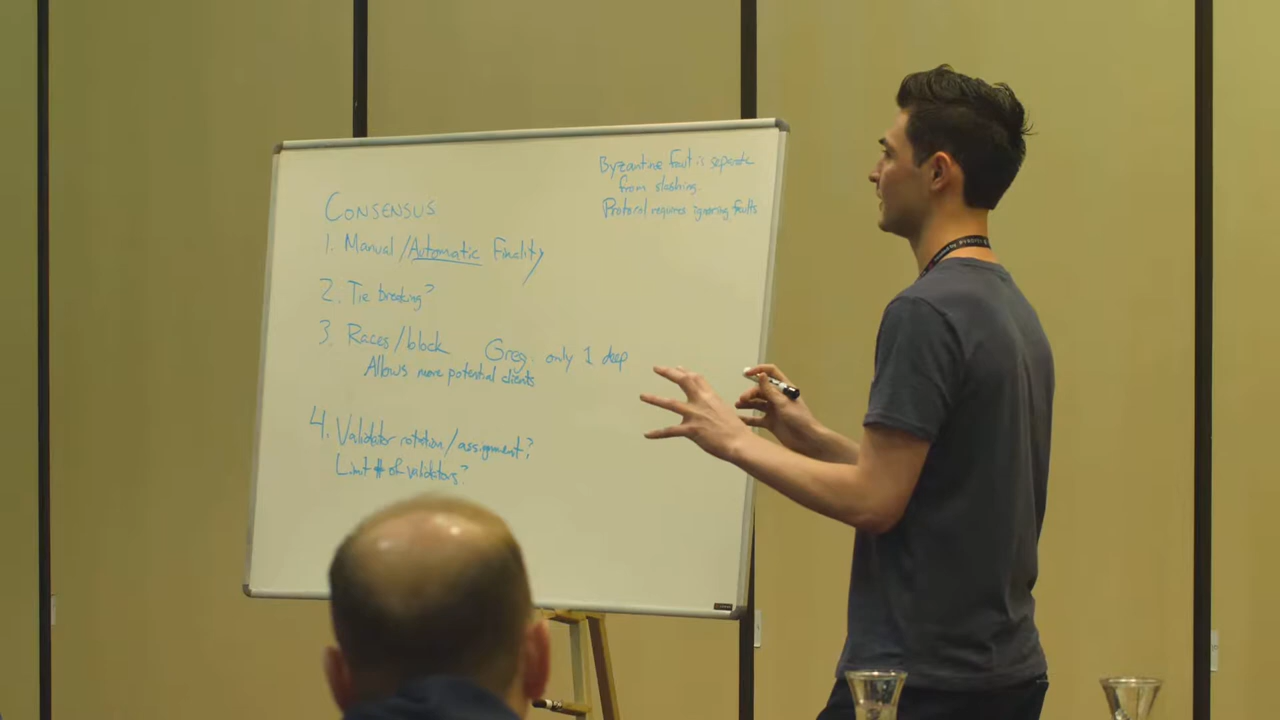 Byzantine fault is separate
from slashing.
Protocol requires ignoring faults
CONSENSUS
1. Manual/Automatic Finality
2. Tie breaking?
3. Races/block
Greg. only 1 deep
Allows more potential clients
4. Validator rotation/assignment?
Limit # of validators?